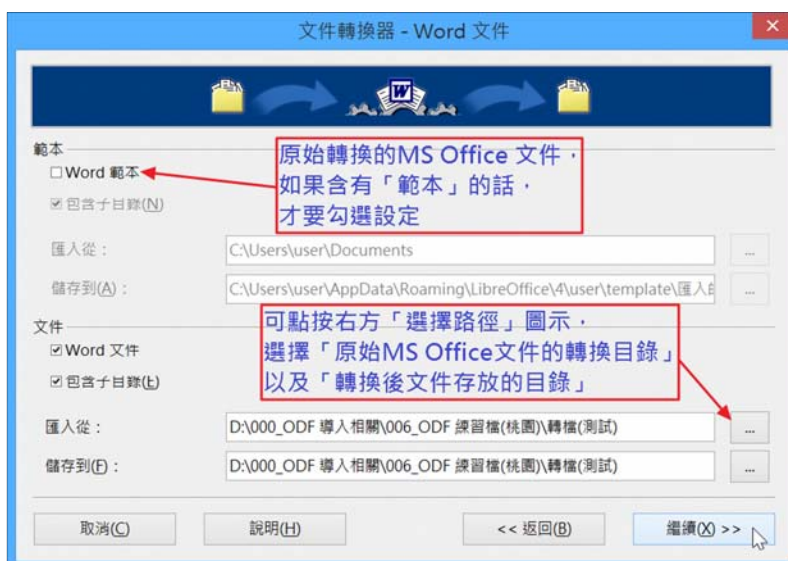 文件轉換器 - Word 文件
W
範本
Word 範本
原始轉換的MS Office 文件，
如果含有「範本」的話，
才要勾選設定
包含子目錄(N)
匯入從：
C:\Users\user\Documents
...
儲存到(A)：
C:\Users\user\AppData\Roaming\LibreOffice\4\user\template\匯入的
...
文件
可點按右方「選擇路徑」圖示，
選擇「原始MS Office文件的轉換目錄」
以及「轉換後文件存放的目錄」
Word 文件
包含子目錄(L)
匯入從：
D:\000_ODF 導入相關\006_ODF 練習檔(桃園)\轉檔(測試)
...
儲存到(F)：
D:\000_ODF 導入相關\006_ODF 練習檔(桃園)\轉檔(測試)
...
取消(C)
說明(H)
<< 返回(B)
繼續(X) >>